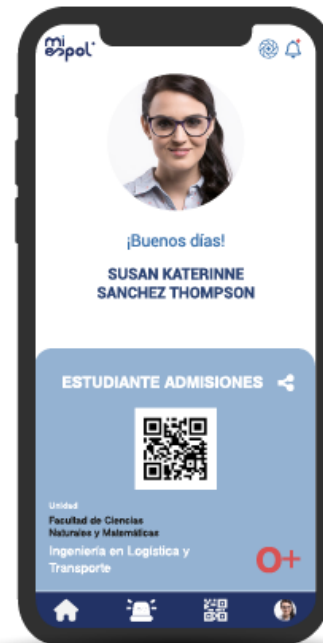 mi
espol
¡Buenos días!
SUSAN KATERINNE
SANCHEZ THOMPSON
ESTUDIANTE ADMISIONES
Unidad
Facultad de Ciencias
Naturales y Matemáticas
Ingeniería en Logística y
Transporte
O+